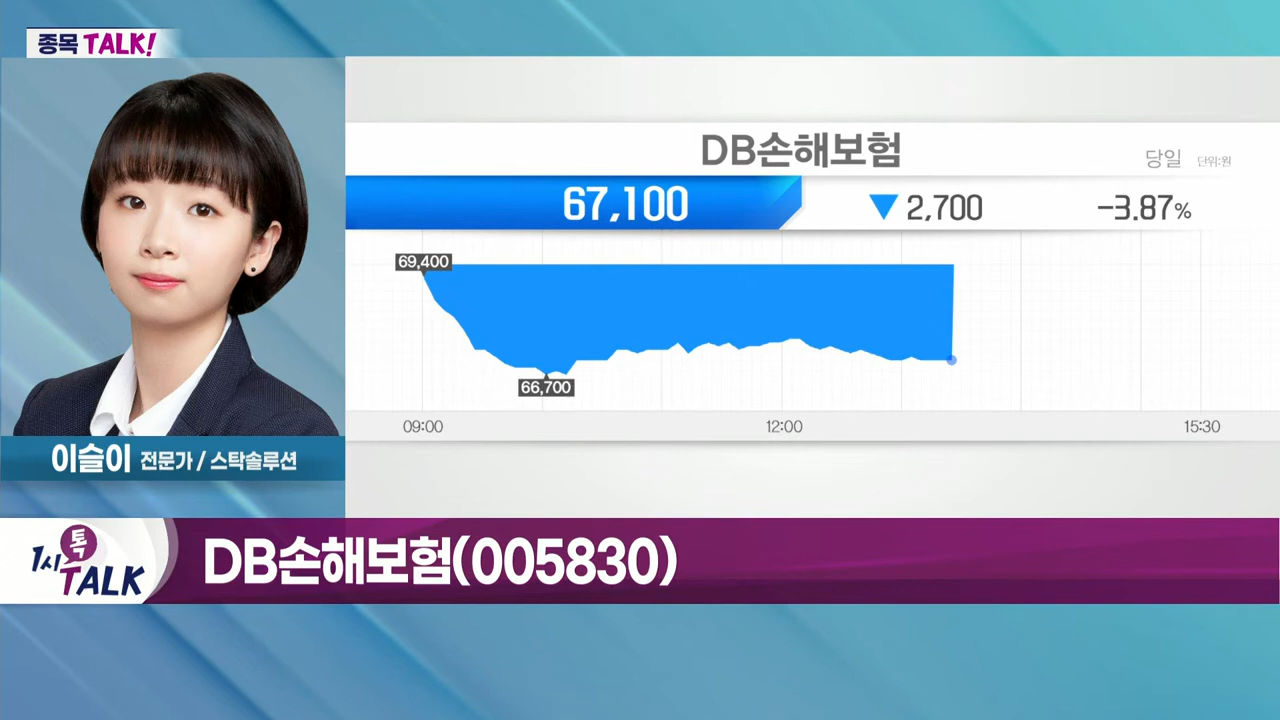 종목 TALK!
DB손해보험
당일 단위:원
67,100 ▼ 2,700 -3.87%
69,400
66,700
09:00 12:00 15:30
이슬이 전문가 / 스탁솔루션
1시 톡 TALK
DB손해보험(005830)